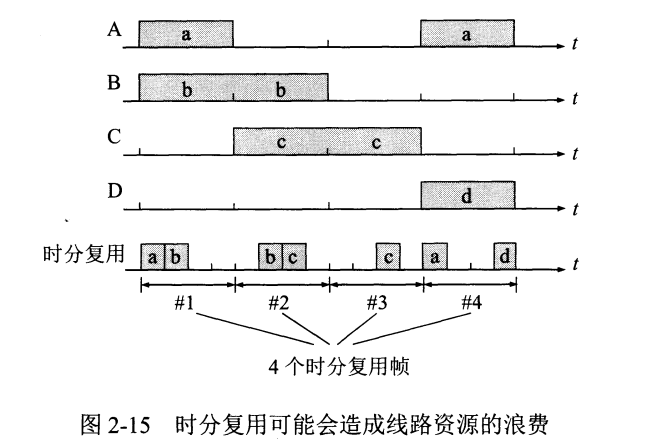 A a a t
B b b t
C c c t
D d t
时分复用 a b b c c a d t
#1 #2 #3 #4
4 个时分复用帧
图 2-15 时分复用可能会造成线路资源的浪费